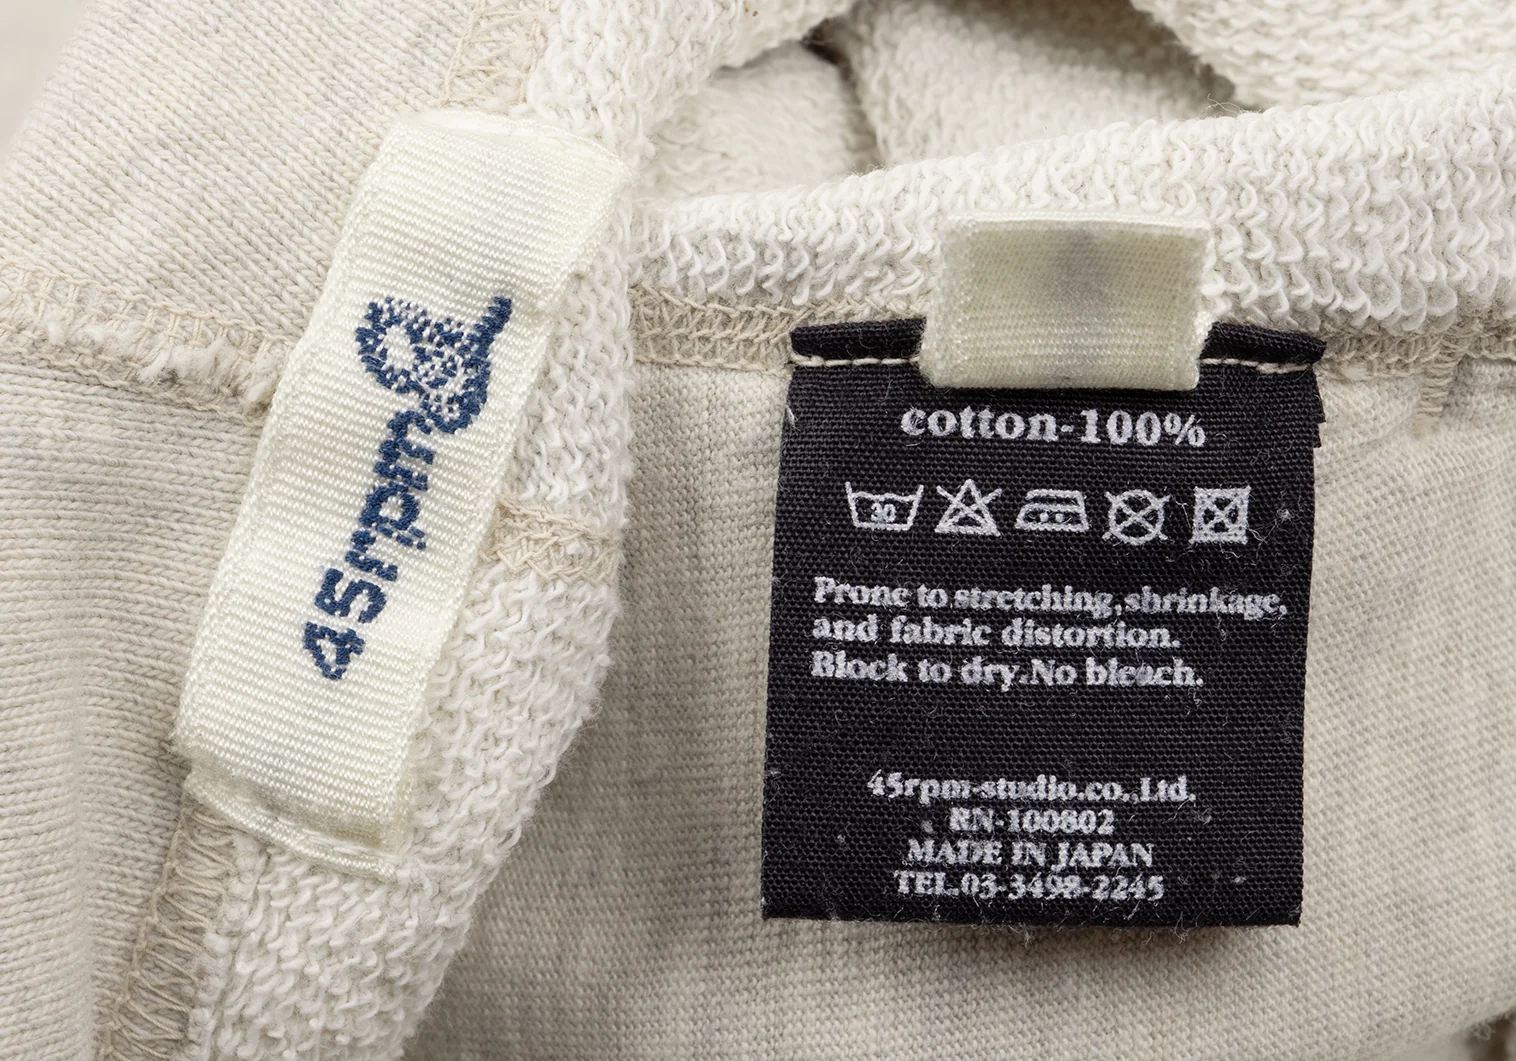 45rpm
cotton-100%
30
Prone to stretching,shrinkage,
and fabric distortion.
Block to dry.No bleach.
45rpm-studio.co.,Ltd.
RN-100802
MADE IN JAPAN
TEL.03-3498-2245